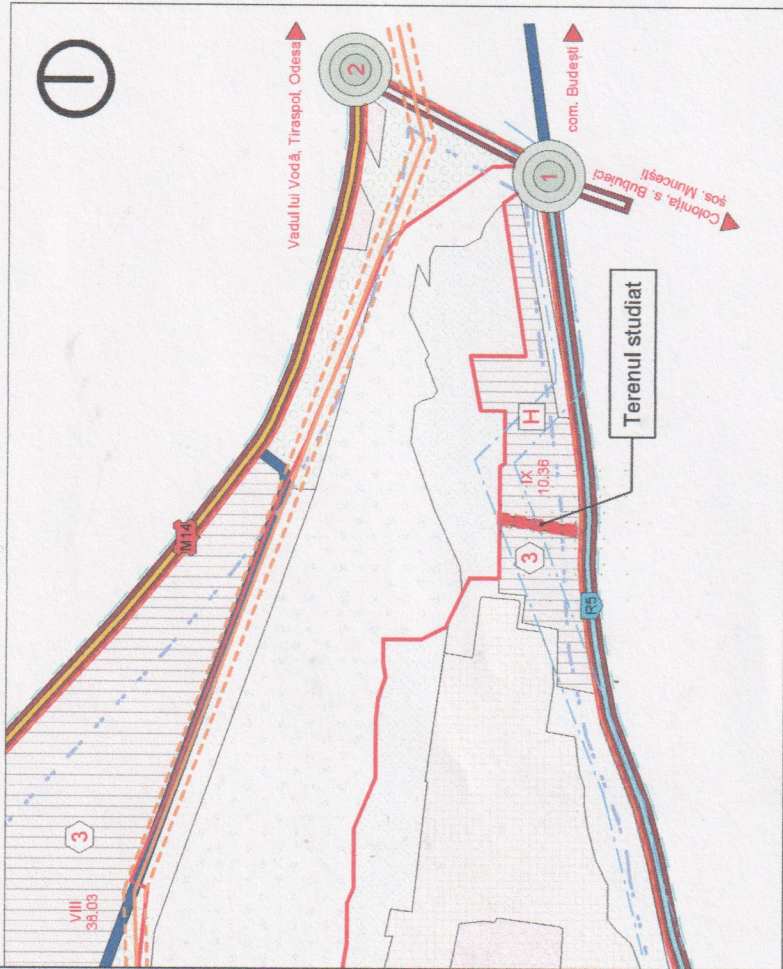 Vadul lui Vodă, Tiraspol, Odesa
2
com. Budești
1
Colonița, s. Bubuieci
șos. Muncești
M14
Terenul studiat
H
IX
10.36
3
R5
3
VIII
38.03